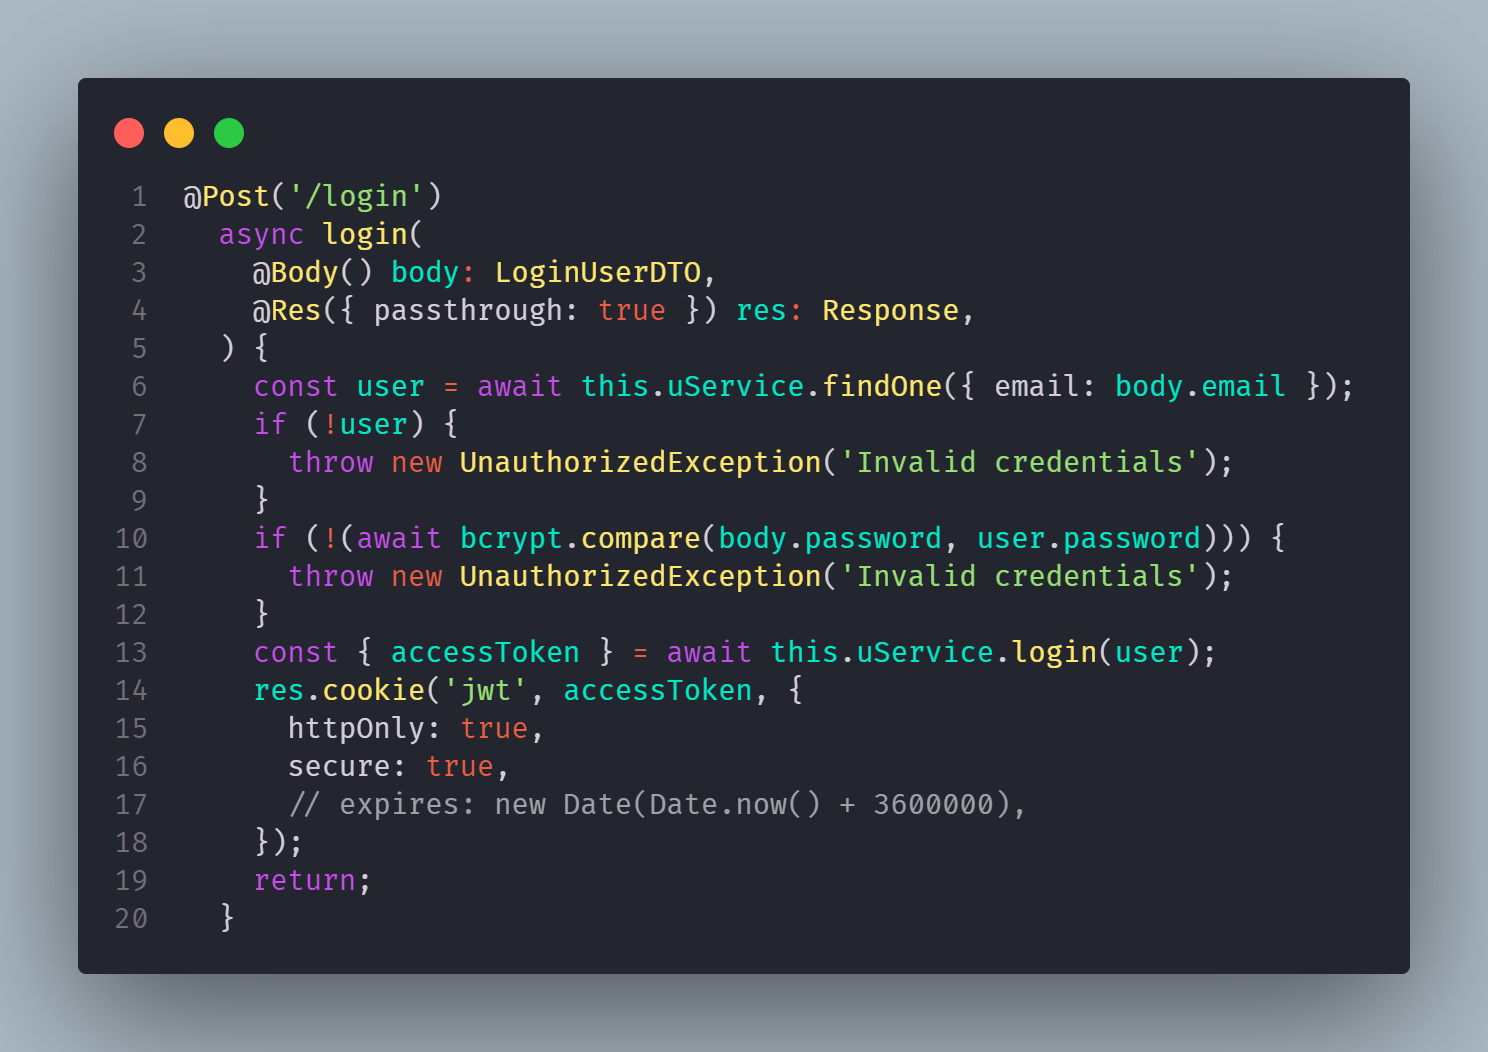 1 @Post('/login')
2   async login(
3     @Body() body: LoginUserDTO,
4     @Res({ passthrough: true }) res: Response,
5   ) {
6     const user = await this.uService.findOne({ email: body.email });
7     if (!user) {
8       throw new UnauthorizedException('Invalid credentials');
9     }
10     if (!(await bcrypt.compare(body.password, user.password))) {
11       throw new UnauthorizedException('Invalid credentials');
12     }
13     const { accessToken } = await this.uService.login(user);
14     res.cookie('jwt', accessToken, {
15       httpOnly: true,
16       secure: true,
17       // expires: new Date(Date.now() + 3600000),
18     });
19     return;
20   }